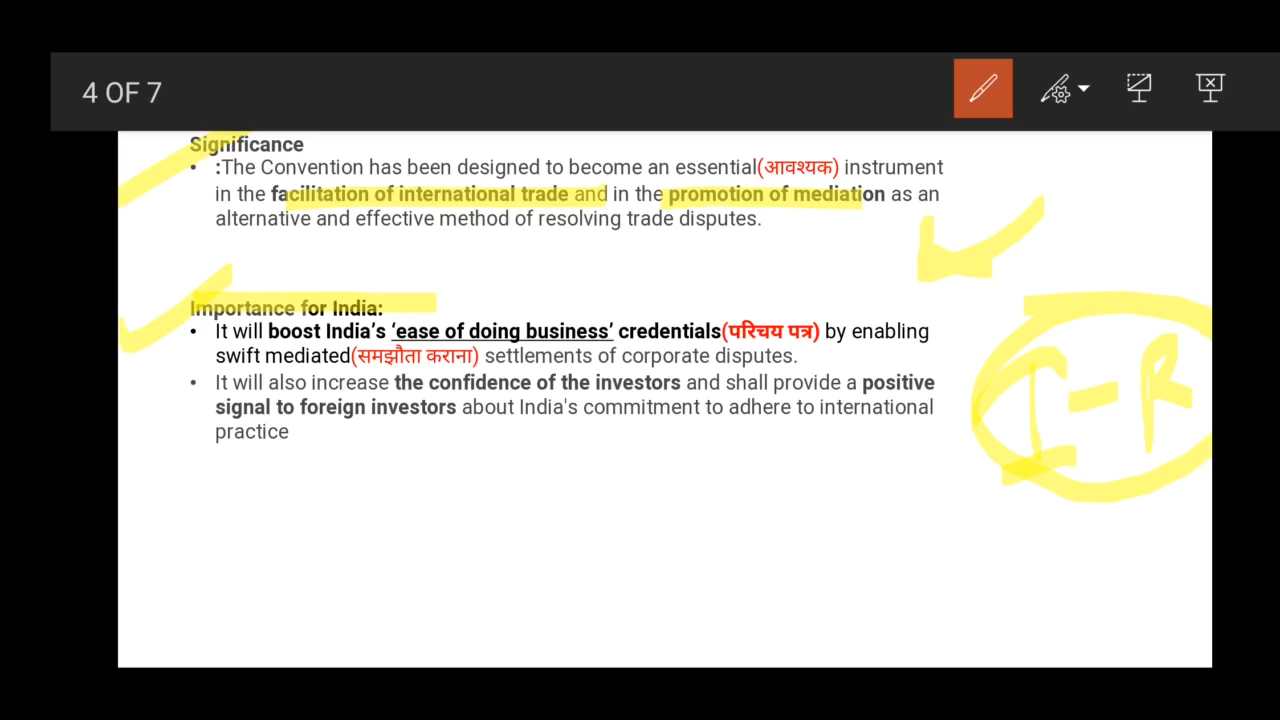 4 OF 7
Significance
• :The Convention has been designed to become an essential(आवश्यक) instrument
in the facilitation of international trade and in the promotion of mediation as an
alternative and effective method of resolving trade disputes.
Importance for India:
• It will boost India's 'ease of doing business' credentials(परिचय पत्र) by enabling
swift mediated(समझौता कराना) settlements of corporate disputes.
• It will also increase the confidence of the investors and shall provide a positive
signal to foreign investors about India's commitment to adhere to international
practice
I-R